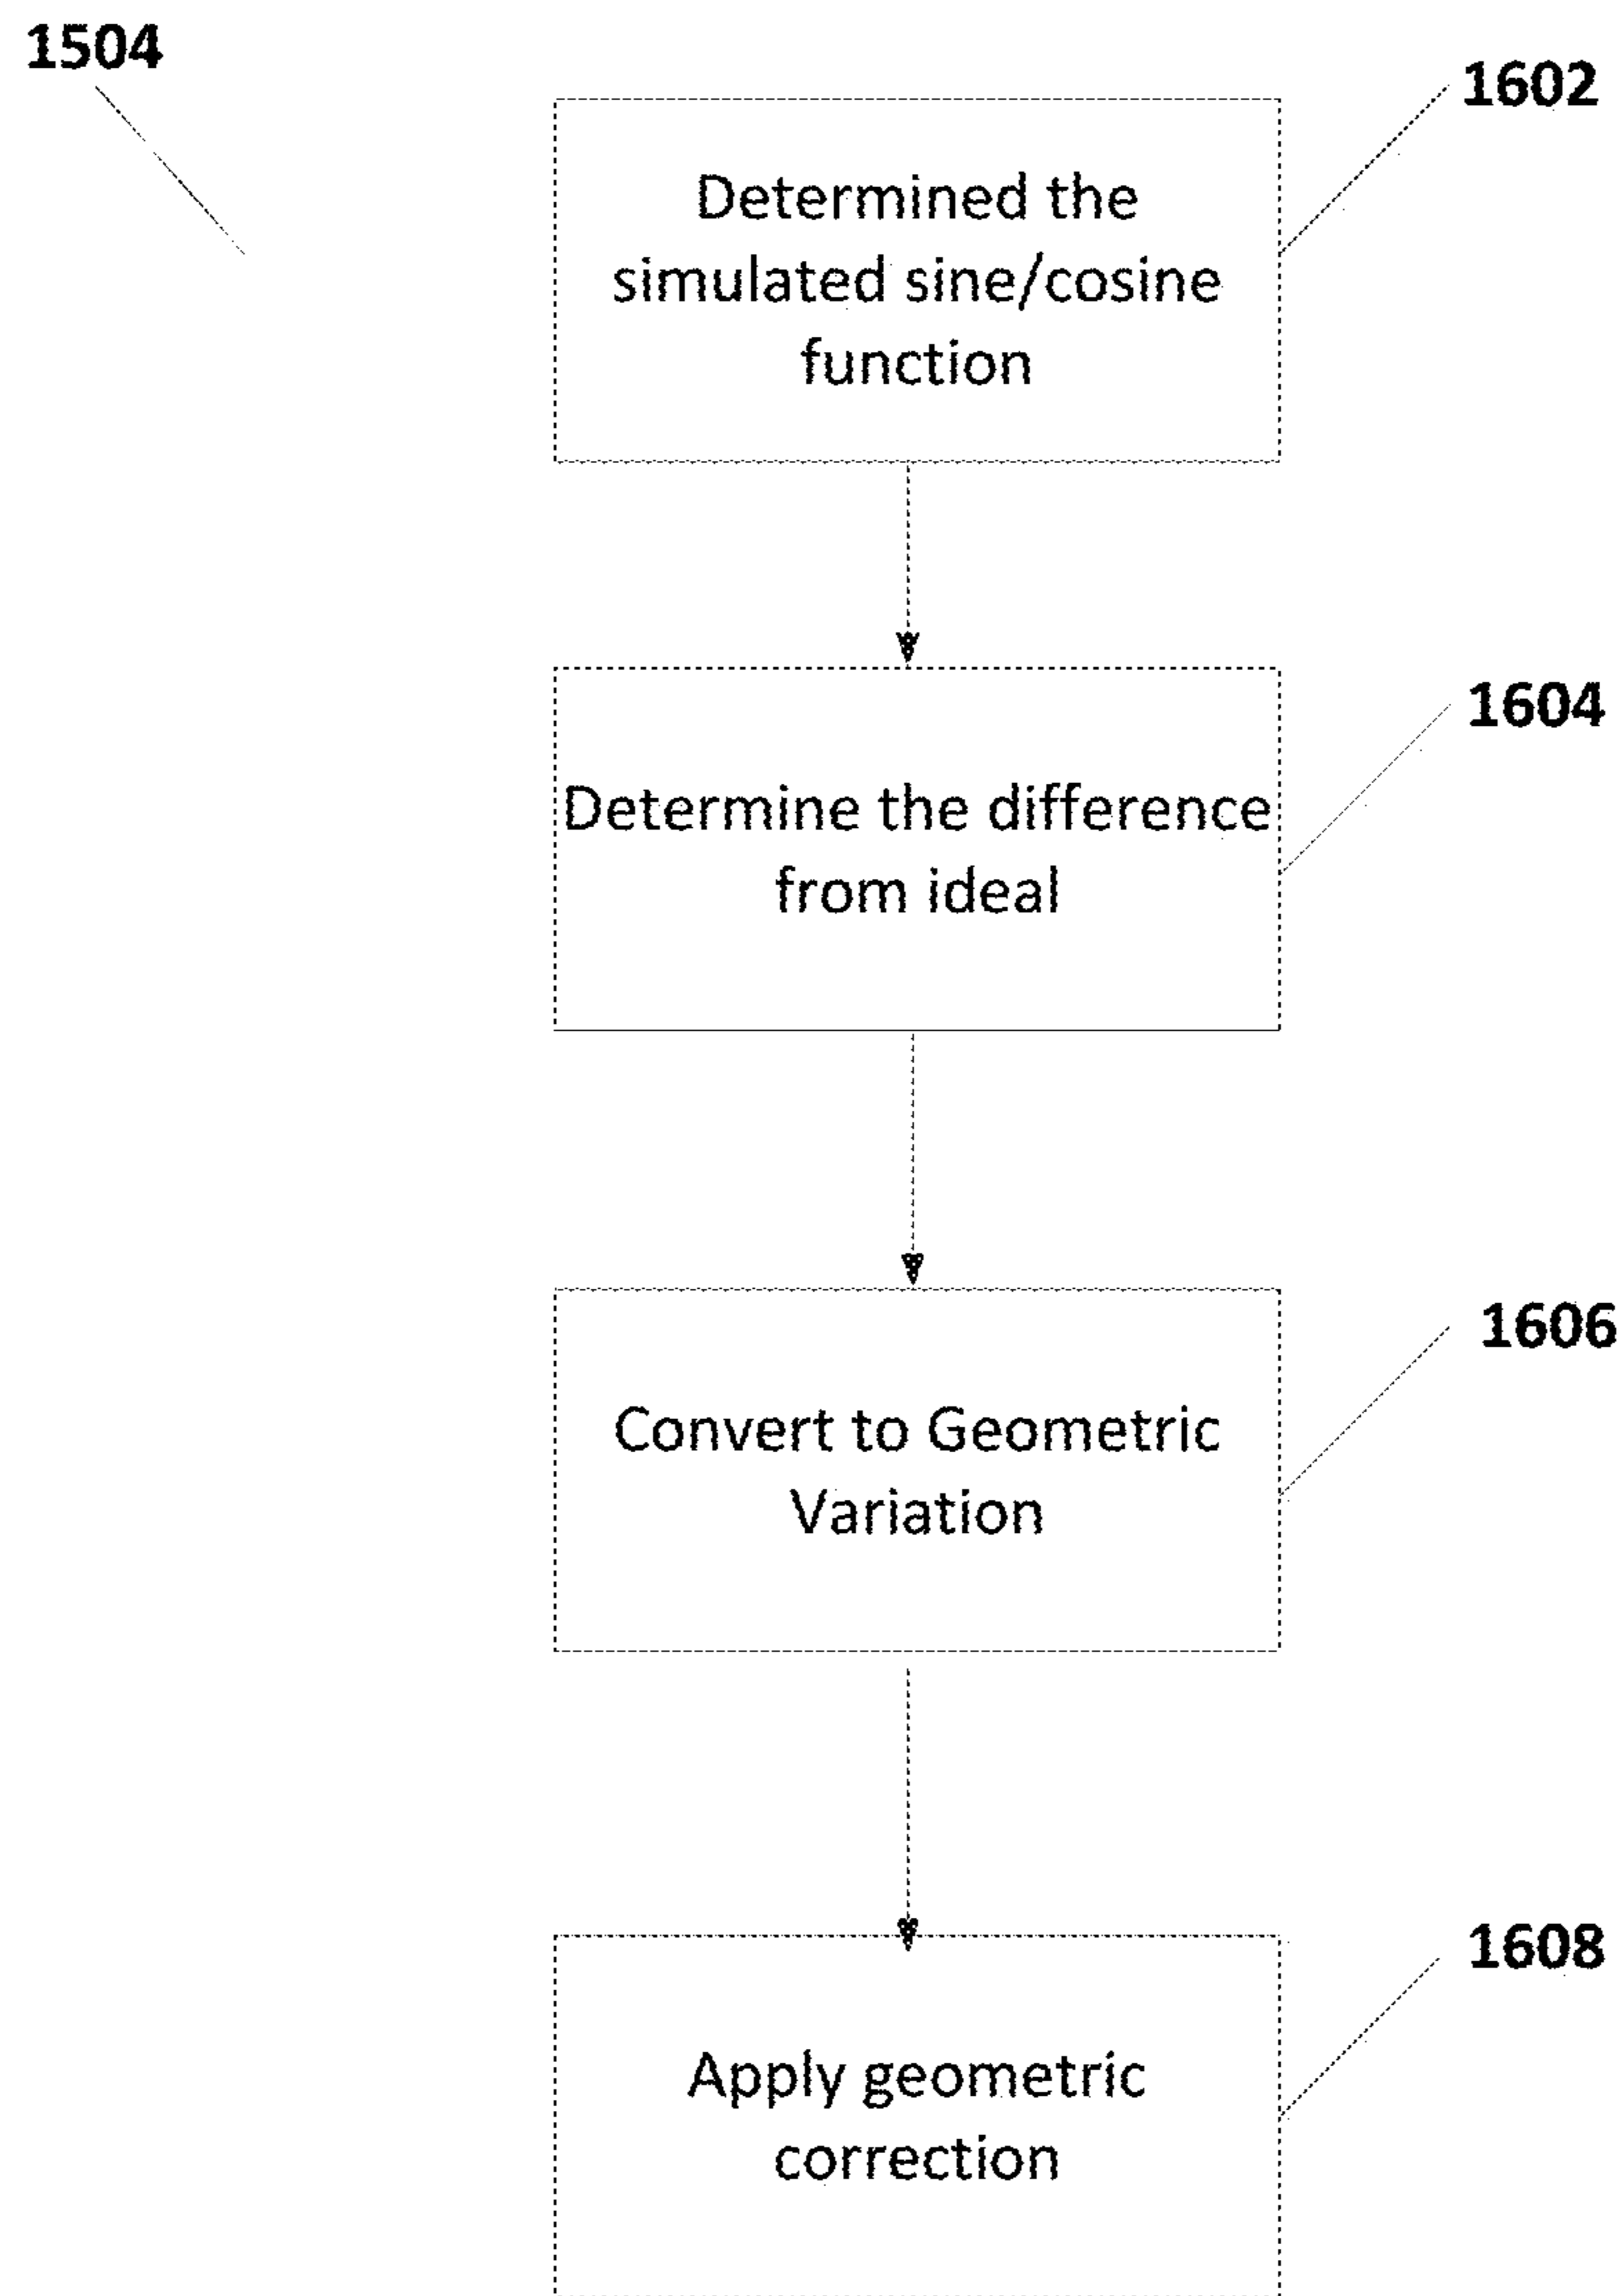 1504
1602
Determined the
simulated sine/cosine
function
1604
Determine the difference
from ideal
1606
Convert to Geometric
Variation
1608
Apply geometric
correction